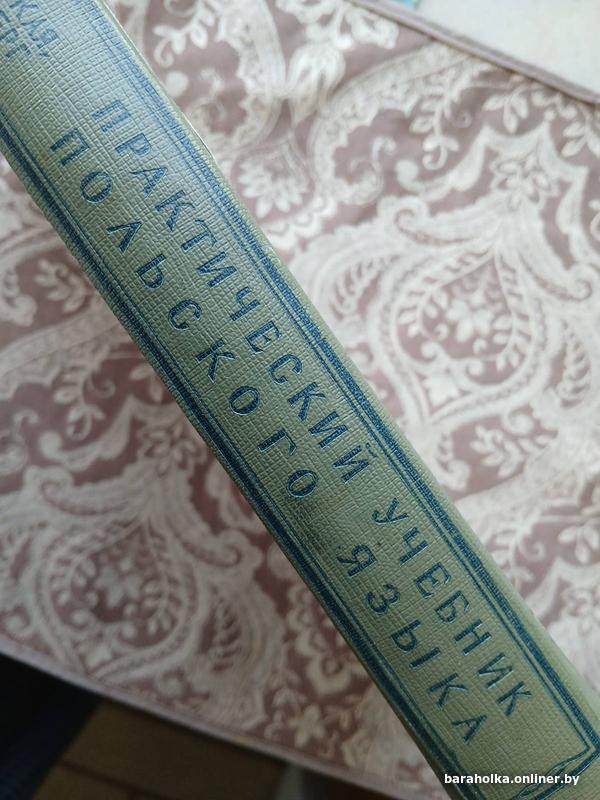 ПРАКТИЧЕСКИЙ УЧЕБНИК
ПОЛЬСКОГО ЯЗЫКА
baraholka.onliner.by